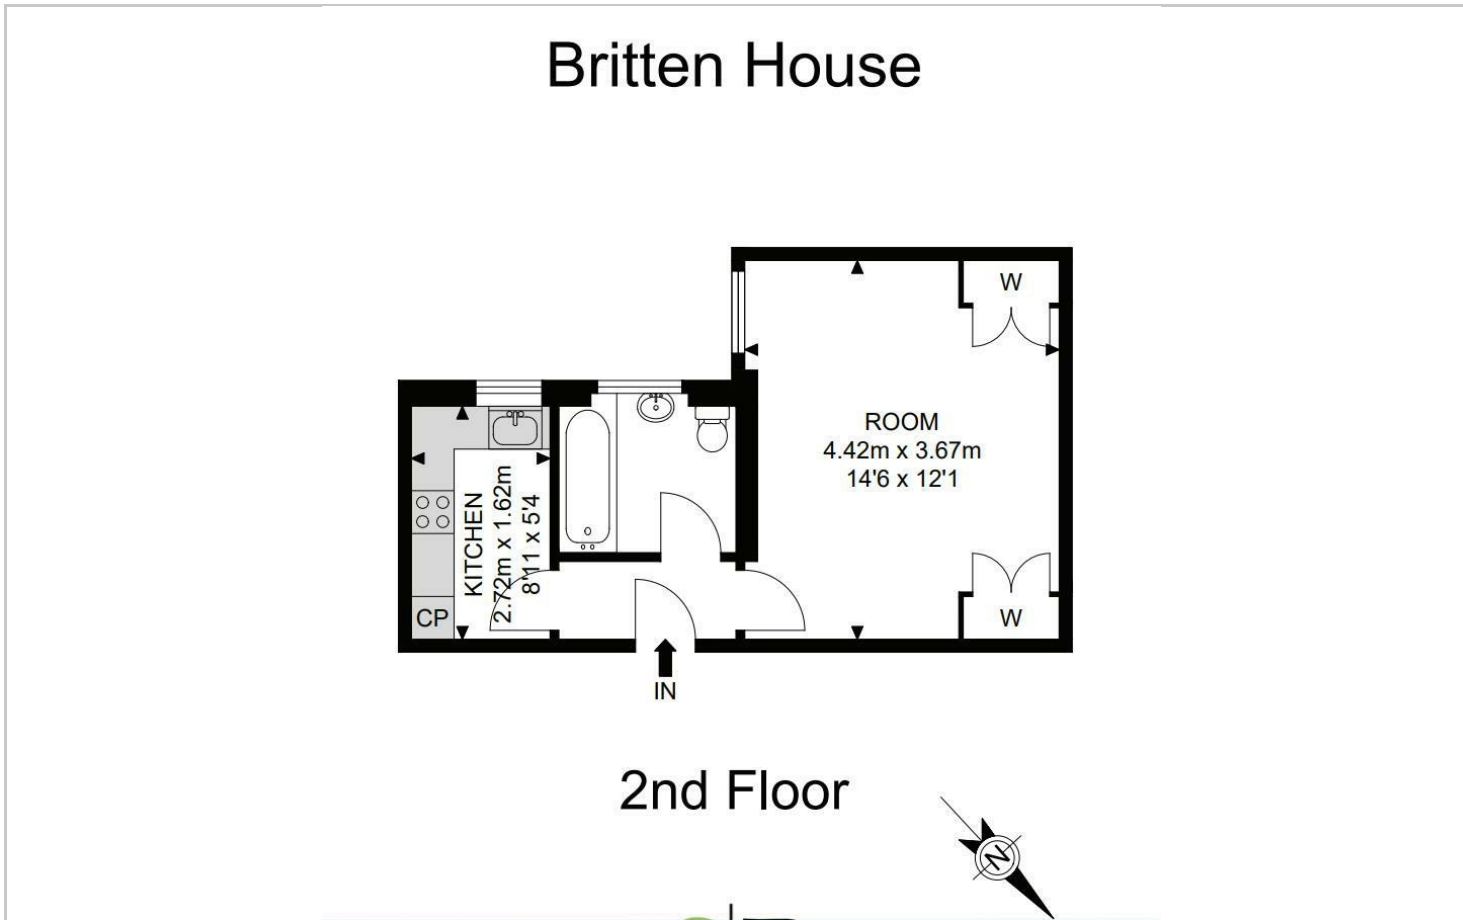 Britten House
W
ROOM
4.42m x 3.67m
14'6 x 12'1
KITCHEN
2.72m x 1.62m
8'11 x 5'4
CP
W
IN
2nd Floor
N